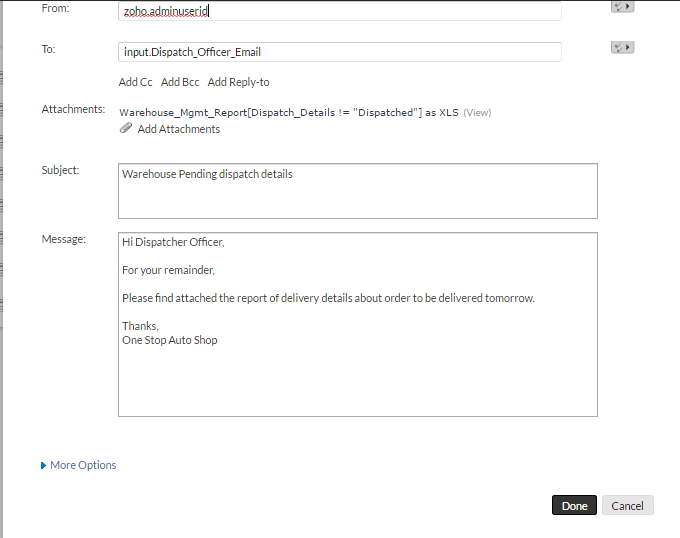 From: zoho.adminuserid
To: input.Dispatch_Officer_Email
Add Cc Add Bcc Add Reply-to
Attachments: Warehouse_Mgmt_Report[Dispatch_Details != "Dispatched"] as XLS (View)
Add Attachments
Subject: Warehouse Pending dispatch details
Message: Hi Dispatcher Officer,
For your remainder,
Please find attached the report of delivery details about order to be delivered tomorrow.
Thanks,
One Stop Auto Shop
More Options
Done Cancel